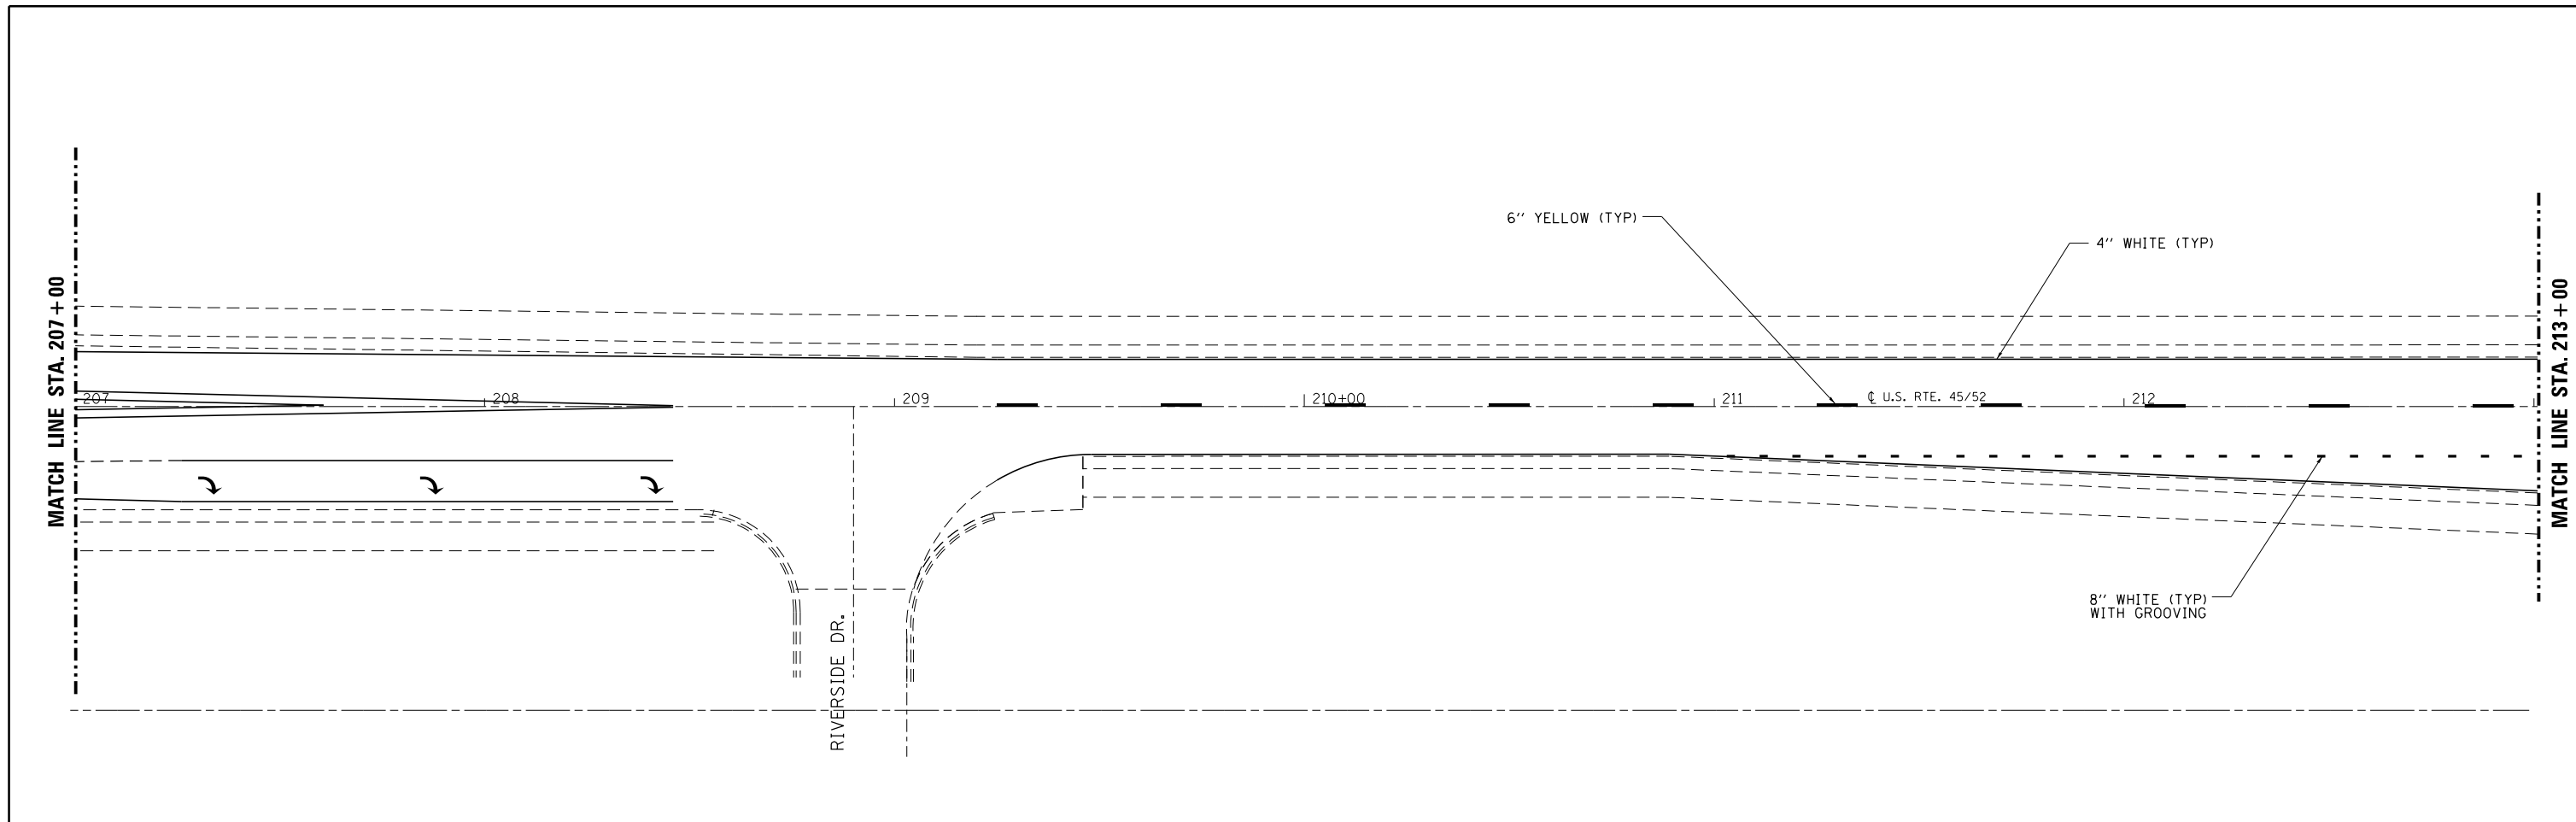 6'' YELLOW (TYP)
4'' WHITE (TYP)
MATCH LINE STA. 207+00
MATCH LINE STA. 213+00
207
208
209
210+00
211
℄ U.S. RTE. 45/52
212
8'' WHITE (TYP)
WITH GROOVING
RIVERSIDE DR.